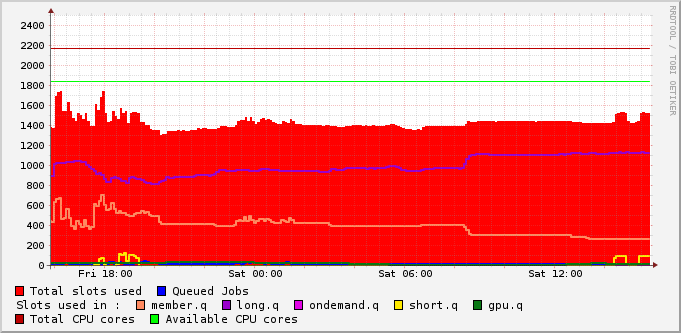 RRDTOOL / TOBI OETIKER
2400
2200
2000
1800
1600
1400
1200
1000
800
600
400
200
0
Fri 18:00 Sat 00:00 Sat 06:00 Sat 12:00
Total slots used Queued Jobs
Slots used in : member.q long.q ondemand.q short.q gpu.q
Total CPU cores Available CPU cores